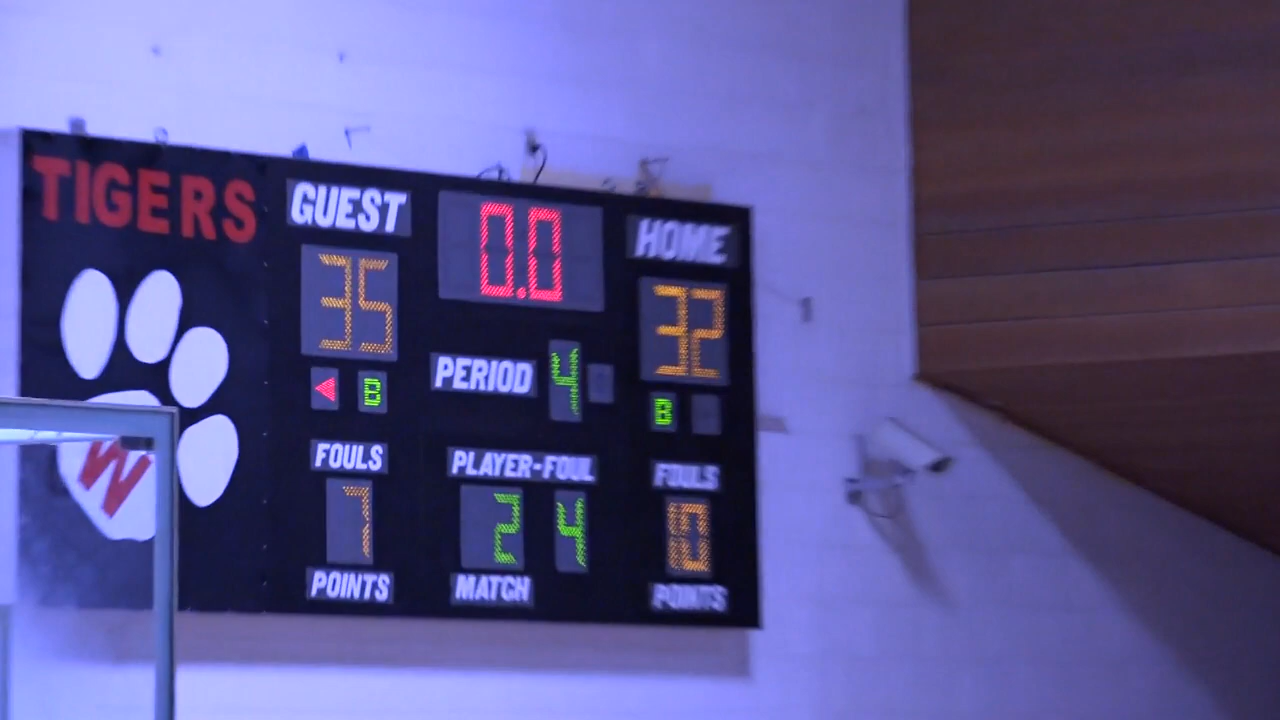 TIGERS
GUEST
0.0
HOME
35
32
PERIOD
4
B
B
FOULS
PLAYER-FOUL
FOULS
7
2
4
10
POINTS
MATCH
POINTS
W